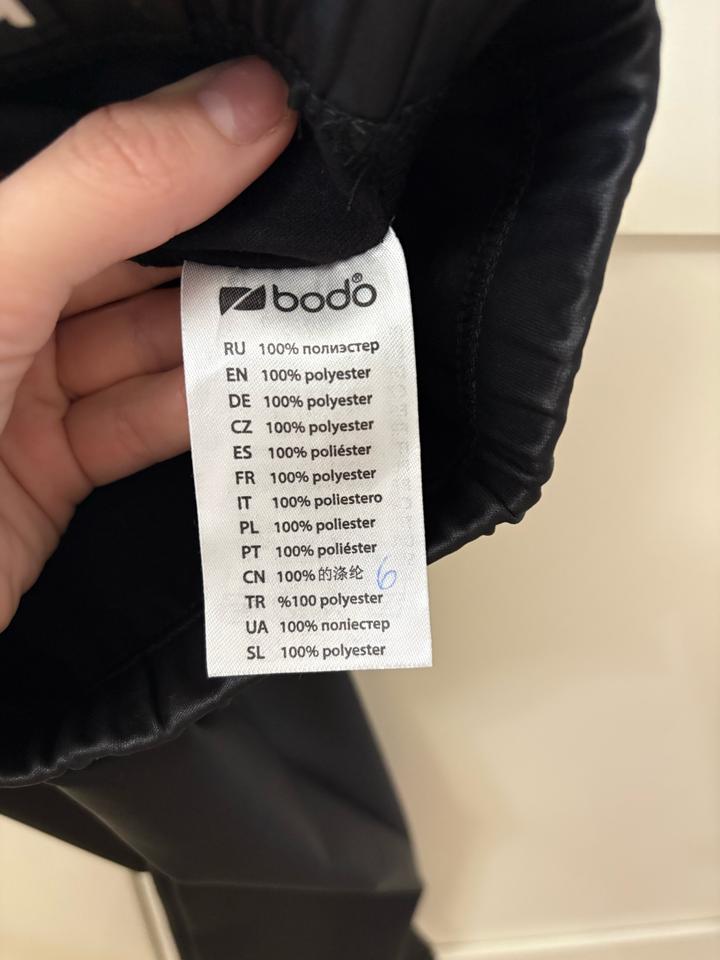 bodo®
RU 100% полиэстер
EN 100% polyester
DE 100% polyester
CZ 100% polyester
ES 100% poliéster
FR 100% polyester
IT 100% poliestero
PL 100% poliester
PT 100% poliéster
CN 100%的涤纶 6
TR %100 polyester
UA 100% поліестер
SL 100% polyester